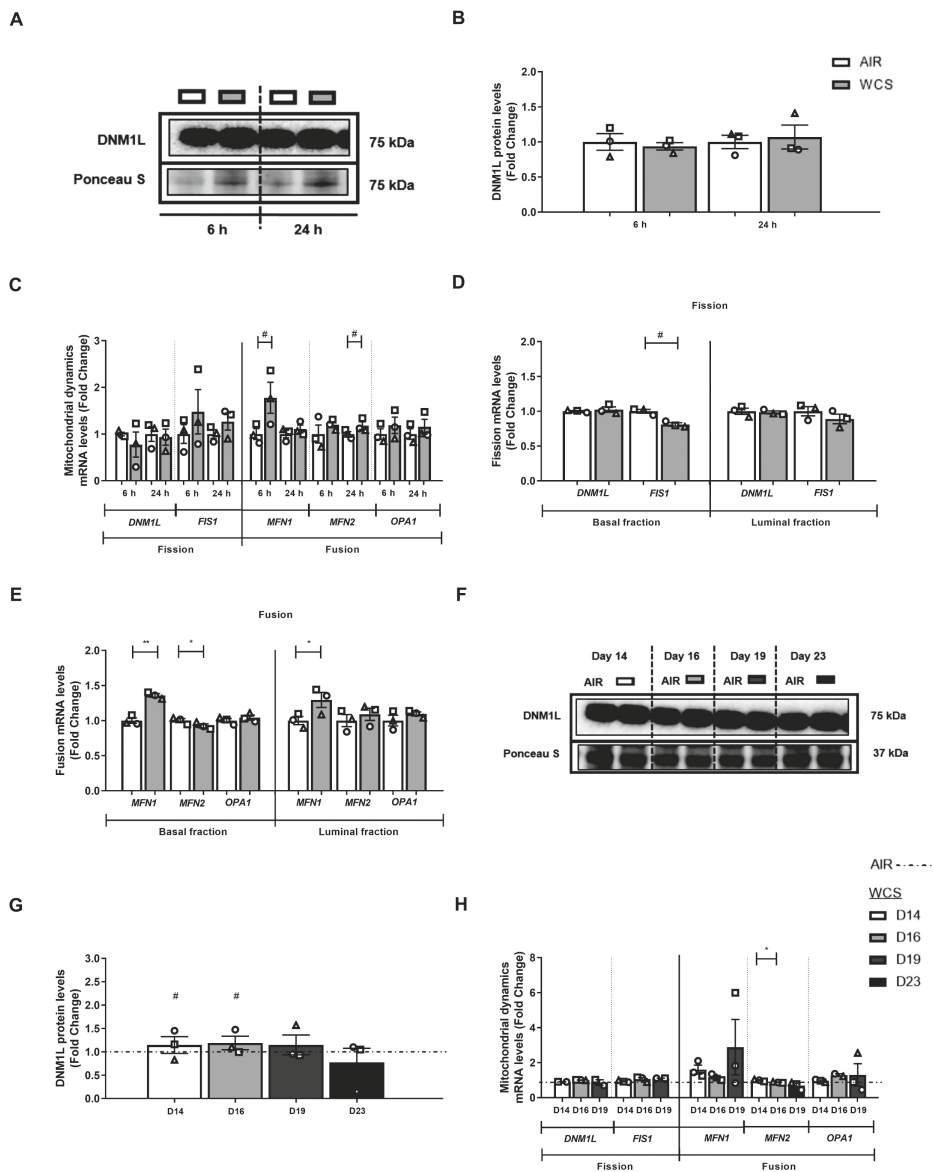 A
DNM1L
75 kDa
Ponceau S
75 kDa
6 h
24 h
B
DNM1L protein levels
(Fold Change)
2.0
1.5
1.0
0.5
0.0
6 h
24 h
AIR
WCS
C
Mitochondrial dynamics
mRNA levels (Fold Change)
3
2
1
0
#
#
6 h 24 h 6 h 24 h 6 h 24 h 6 h 24 h 6 h 24 h
DNM1L FIS1 MFN1 MFN2 OPA1
Fission Fusion
D
Fission
Fission mRNA levels
(Fold Change)
2.0
1.5
1.0
0.5
0.0
#
DNM1L FIS1 DNM1L FIS1
Basal fraction Luminal fraction
E
Fusion
Fusion mRNA levels
(Fold Change)
2.0
1.5
1.0
0.5
0.0
** * *
MFN1 MFN2 OPA1 MFN1 MFN2 OPA1
Basal fraction Luminal fraction
F
Day 14 Day 16 Day 19 Day 23
AIR AIR AIR AIR
DNM1L
75 kDa
Ponceau S
37 kDa
G
DNM1L protein levels
(Fold Change)
3.0
2.5
2.0
1.5
1.0
0.5
0.0
# #
D14 D16 D19 D23
AIR
WCS
D14
D16
D19
D23
H
Mitochondrial dynamics
mRNA levels (Fold Change)
8
6
4
2
0
*
D14 D16 D19 D14 D16 D19 D14 D16 D19 D14 D16 D19 D14 D16 D19
DNM1L FIS1 MFN1 MFN2 OPA1
Fission Fusion